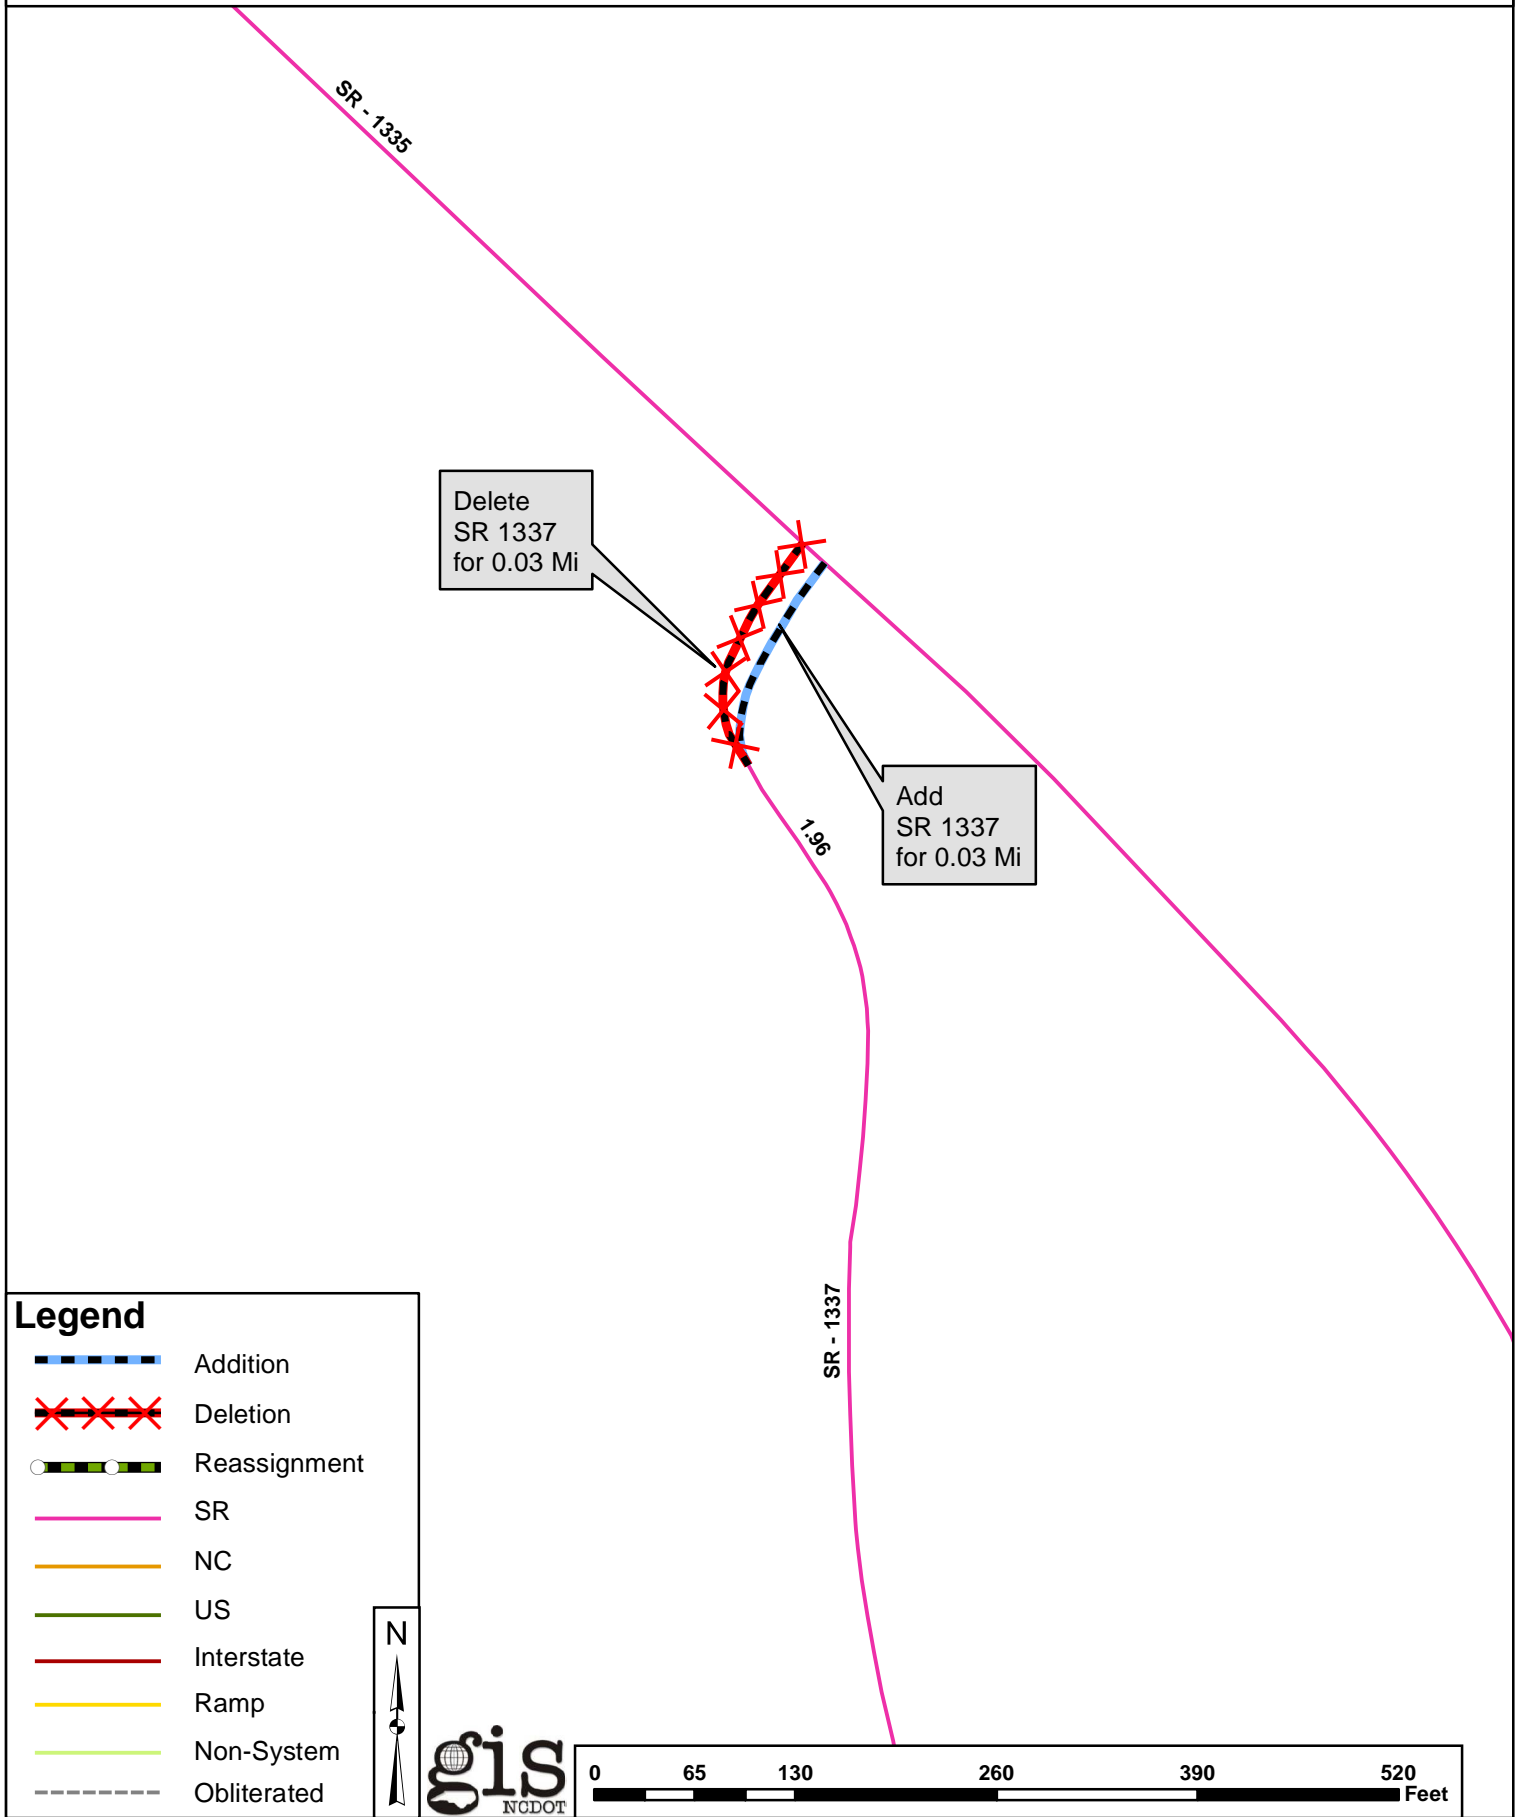 SR - 1335
Delete
SR 1337
for 0.03 Mi
Add
SR 1337
for 0.03 Mi
1.96
SR - 1337
Legend
Addition
Deletion
Reassignment
SR
NC
US
Interstate
Ramp
Non-System
Obliterated
N
gis
NCDOT
0 65 130 260 390 520
Feet